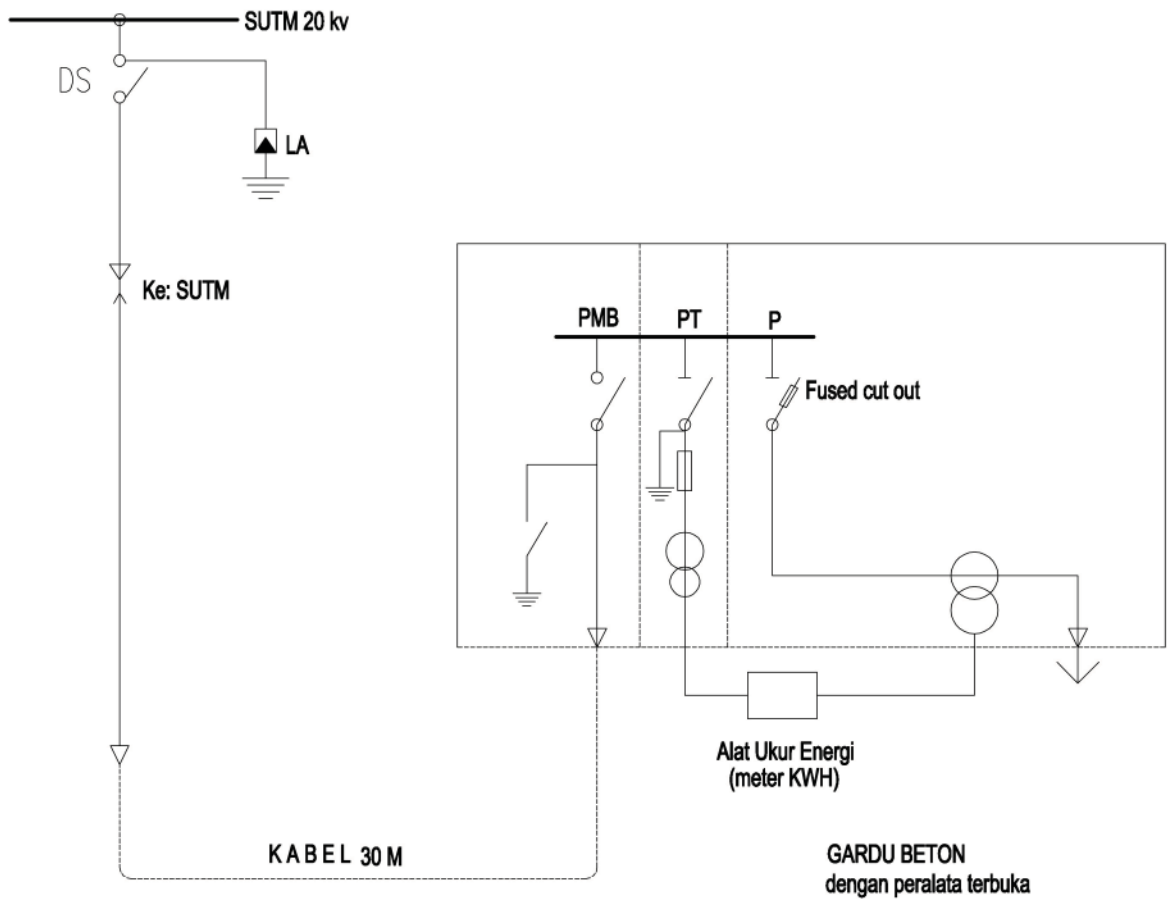 SUTM 20 kv
DS
LA
Ke: SUTM
PMB
PT
P
Fused cut out
Alat Ukur Energi
(meter KWH)
KABEL 30 M
GARDU BETON
dengan peralata terbuka